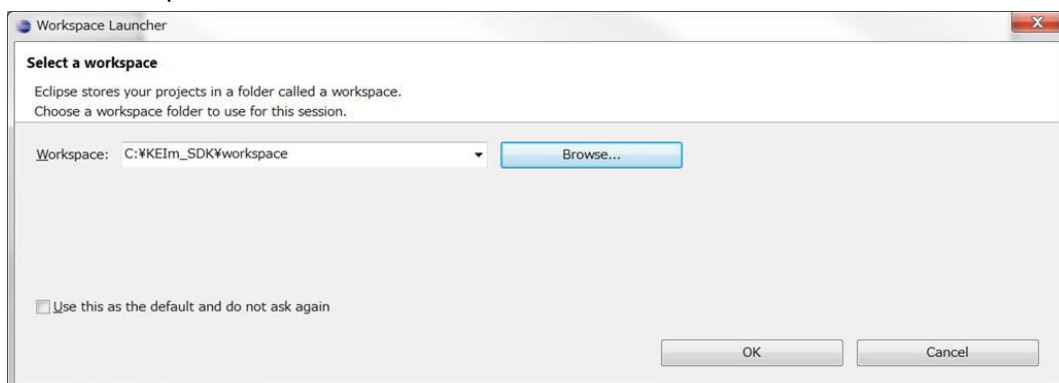 Workspace Launcher
X
Select a workspace
Eclipse stores your projects in a folder called a workspace.
Choose a workspace folder to use for this session.
Workspace: C:¥KEIm_SDK¥workspace Browse...
Use this as the default and do not ask again
OK Cancel